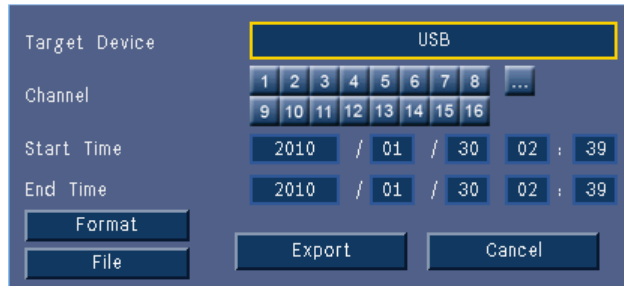 Target Device USB
Channel 1 2 3 4 5 6 7 8 ...
9 10 11 12 13 14 15 16
Start Time 2010 / 01 / 30 02 : 39
End Time 2010 / 01 / 30 02 : 39
Format
File Export Cancel